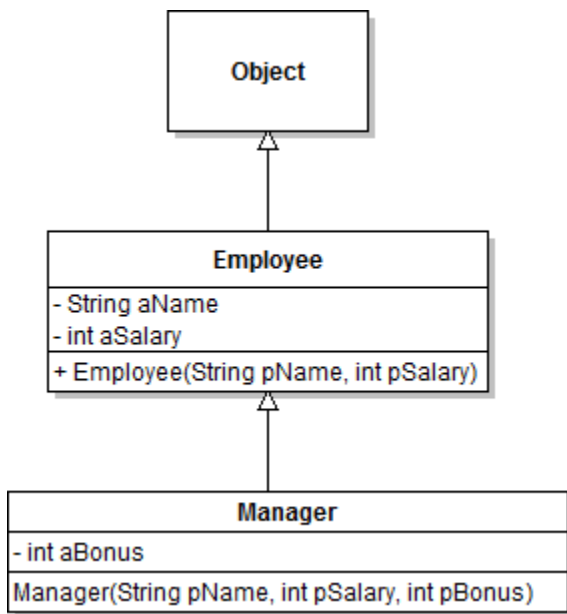 Object
Employee
- String aName
- int aSalary
+ Employee(String pName, int pSalary)
Manager
- int aBonus
Manager(String pName, int pSalary, int pBonus)